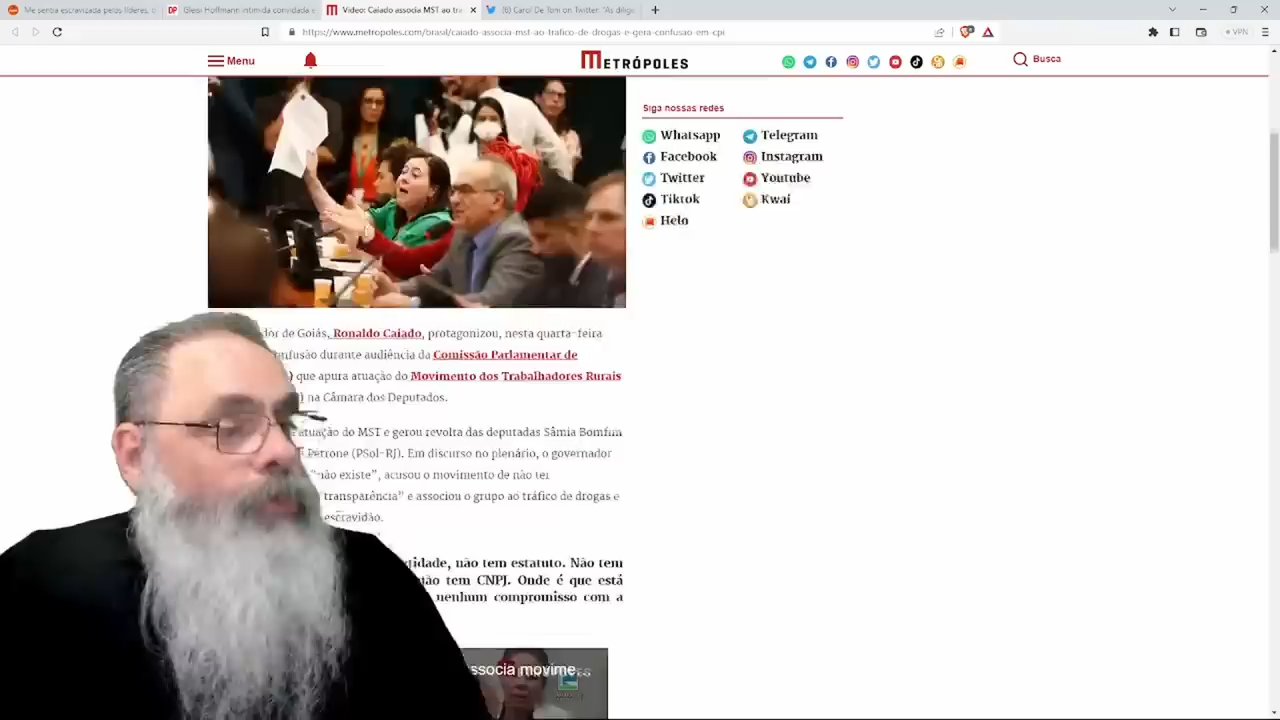 Me sentia escravizada pelos líderes, d
Gleisi Hoffmann intimida convidada e
Vídeo: Caiado associa MST ao tra
(6) Carol De Toni on Twitter: "As dilig
https://www.metropoles.com/brasil/caiado-associa-mst-ao-trafico-de-drogas-e-gera-confusao-em-cpi
VPN
Menu
METRÓPOLES
Busca
Siga nossas redes
Whatsapp
Telegram
Facebook
Instagram
Twitter
Youtube
Tiktok
Kwai
Helo
dor de Goiás, Ronaldo Caiado, protagonizou, nesta quarta-feira
nfusão durante audiência da Comissão Parlamentar de
) que apura atuação do Movimento dos Trabalhadores Rurais
) na Câmara dos Deputados.
atuação do MST e gerou revolta das deputadas Sâmia Bomfim
Petrone (PSol-RJ). Em discurso no plenário, o governador
"não existe", acusou o movimento de não ter
transparência" e associou o grupo ao tráfico de drogas e
escravidão.
tidade, não tem estatuto. Não tem
não tem CNPJ. Onde é que está
nenhum compromisso com a
ssocia movime...